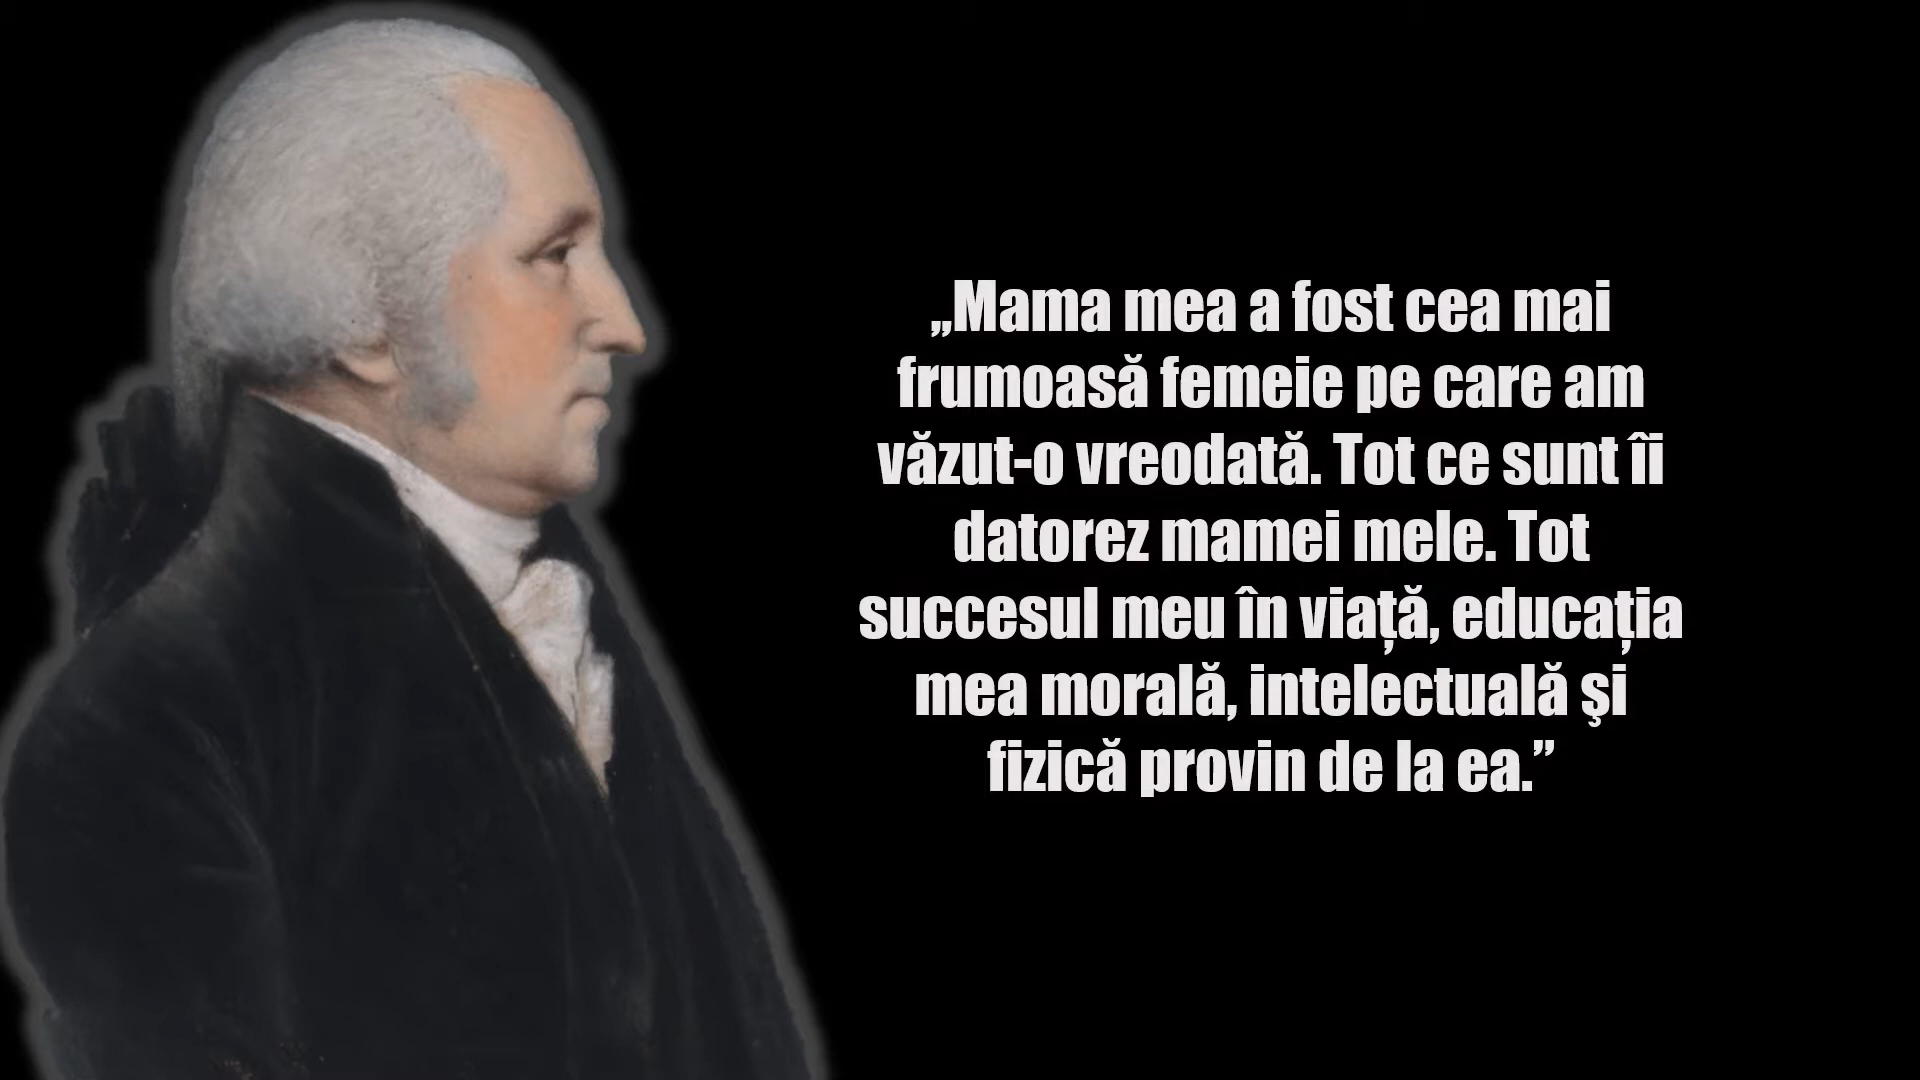 „Mama mea a fost cea mai
frumoasă femeie pe care am
văzut-o vreodată. Tot ce sunt îi
datorez mamei mele. Tot
succesul meu în viață, educația
mea morală, intelectuală şi
fizică provin de la ea.”